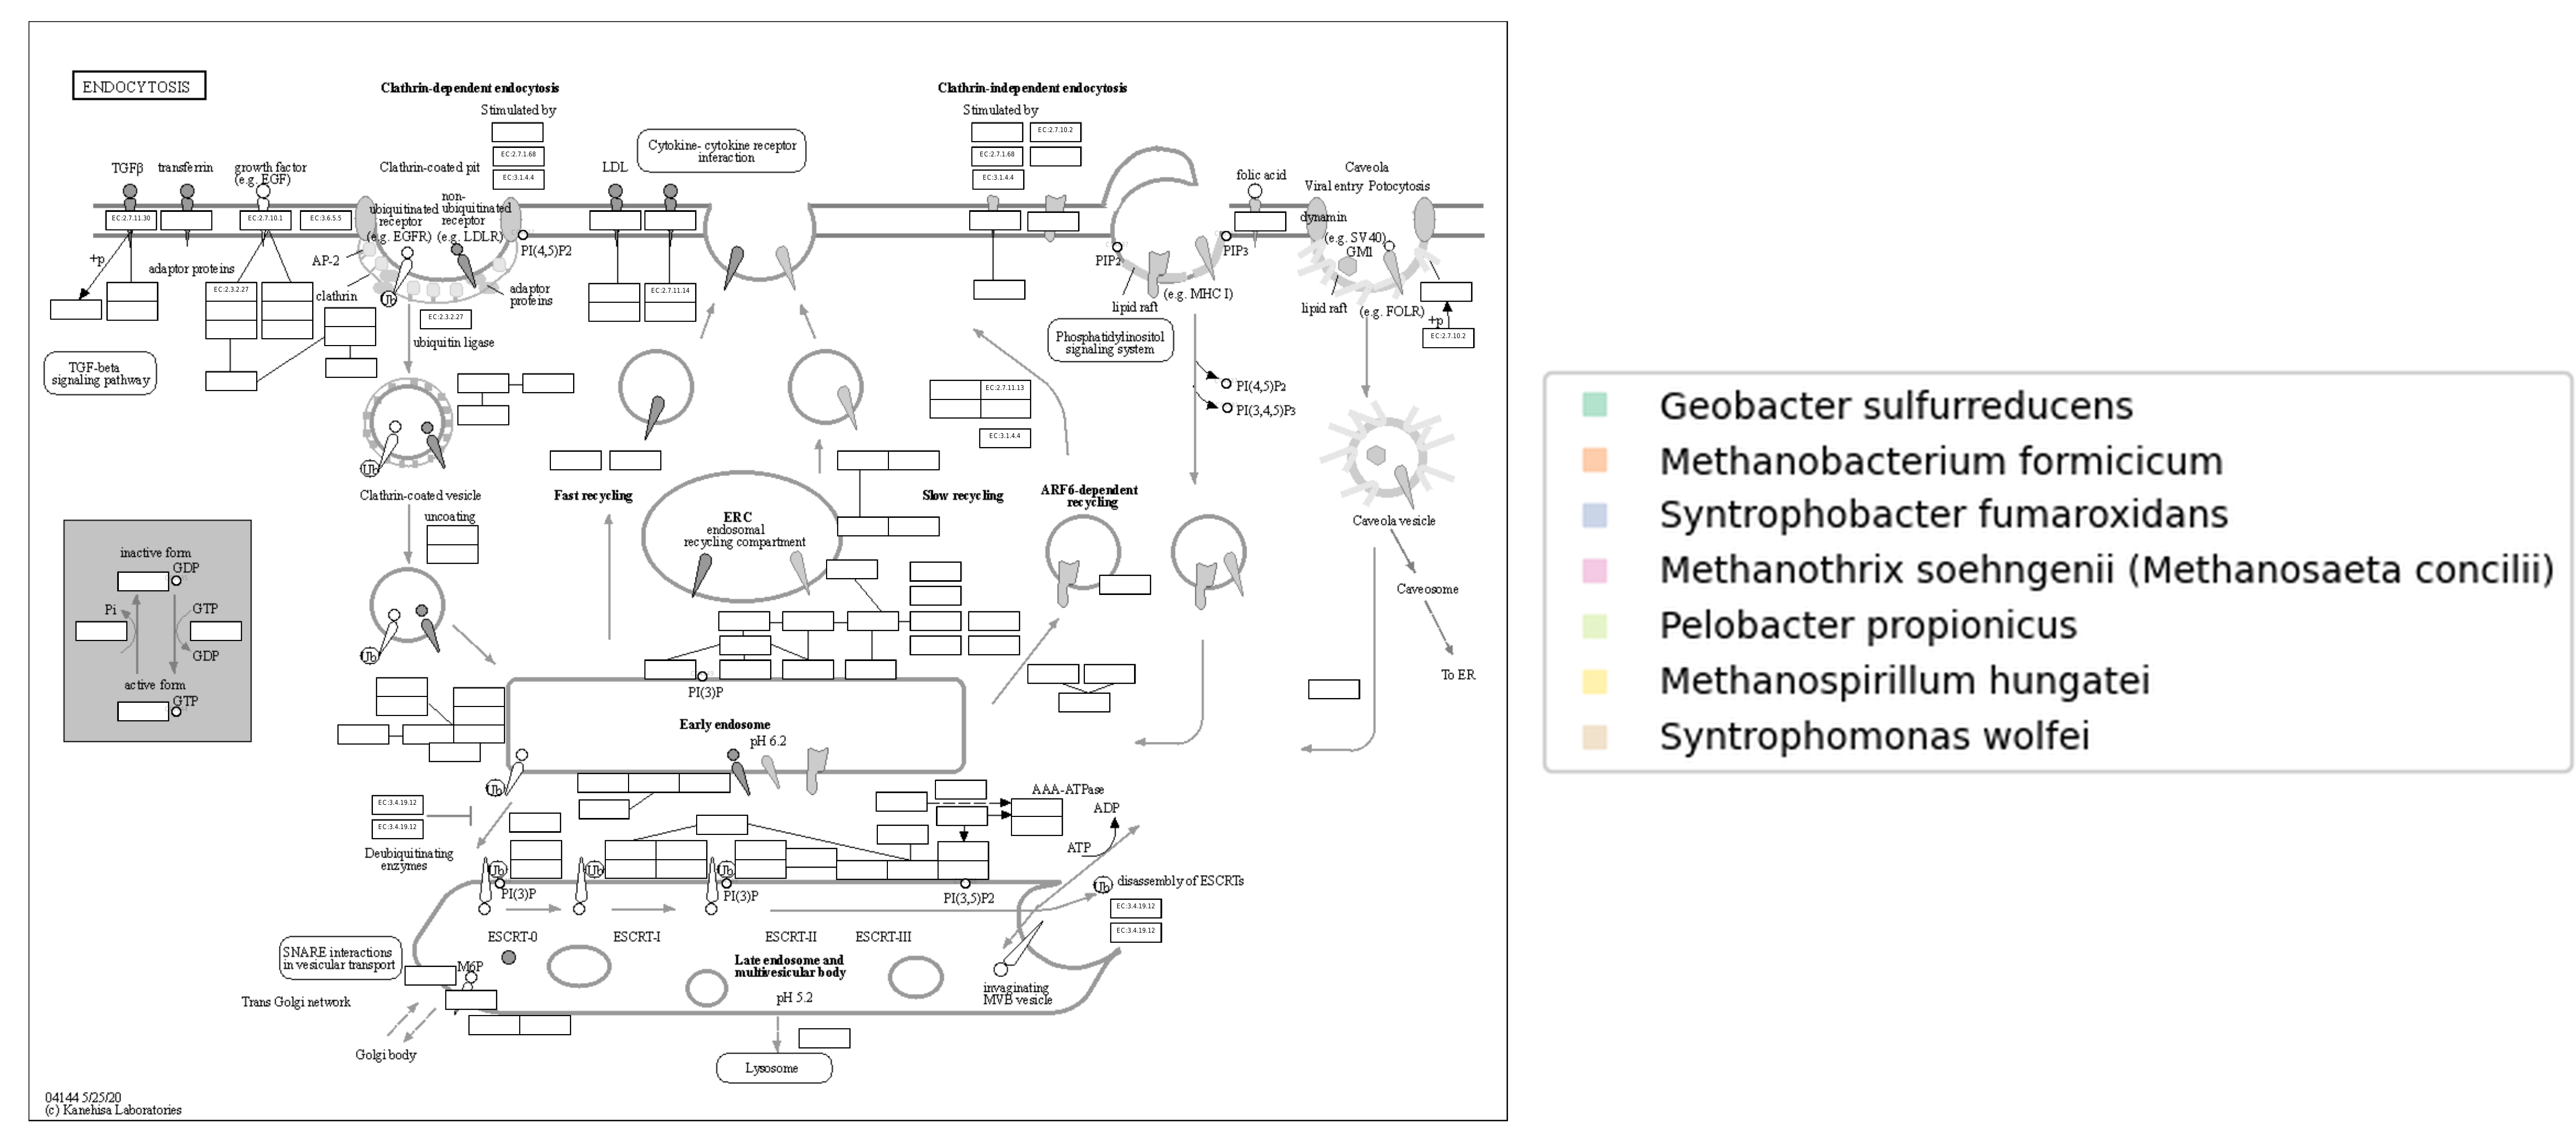 ENDOCYTOSIS
Clathrin-dependent endocytosis
Stimulated by
EC:2.7.1.68
EC:3.1.4.4
Clathrin-independent endocytosis
Stimulated by
EC:2.7.10.2
EC:2.7.1.68
EC:3.1.4.4
Cytokine- cytokine receptor
interaction
TGFβ
transferrin
growth factor
(e.g. EGF)
Clathrin-coated pit
LDL
folic acid
Caveola
Viral entry Potocytosis
EC:2.7.11.30
EC:2.7.10.1
EC:3.6.5.5
ubiquitinated
receptor
(e.g. EGFR)
non-
ubiquitinated
receptor
(e.g. LDLR)
PI(4,5)P2
dynamin
(e.g. SV40)
GM1
PIP2
PIP3
+p
adaptor proteins
AP-2
clathrin
Ub
adaptor
proteins
EC:2.3.2.27
EC:2.3.2.27
EC:2.7.11.14
lipid raft
(e.g. MHC I)
lipid raft
(e.g. FOLR)
+p
EC:2.7.10.2
ubiquitin ligase
TGF-beta
signaling pathway
Phosphatidylinositol
signaling system
PI(4,5)P2
PI(3,4,5)P3
EC:2.7.11.13
EC:3.1.4.4
Ub
Clathrin-coated vesicle
uncoating
Fast recycling
Slow recycling
ARF6-dependent
recycling
ERC
endosomal
recycling compartment
Caveola vesicle
Caveosome
To ER
inactive form
GDP
Pi
GTP
GDP
active form
GTP
Ub
PI(3)P
Early endosome
pH 6.2
Ub
EC:3.4.19.12
EC:3.4.19.12
Deubiquitinating
enzymes
AAA-ATPase
ADP
ATP
Ub
Ub
Ub
PI(3)P
PI(3)P
PI(3,5)P2
Ub
disassembly of ESCRTs
EC:3.4.19.12
EC:3.4.19.12
ESCRT-0
ESCRT-I
ESCRT-II
ESCRT-III
SNARE interactions
in vesicular transport
M6P
Late endosome and
multivesicular body
pH 5.2
invaginating
MVB vesicle
Trans Golgi network
Golgi body
Lysosome
04144 5/25/20
(c) Kanehisa Laboratories
Geobacter sulfurreducens
Methanobacterium formicicum
Syntrophobacter fumaroxidans
Methanothrix soehngenii (Methanosaeta concilii)
Pelobacter propionicus
Methanospirillum hungatei
Syntrophomonas wolfei